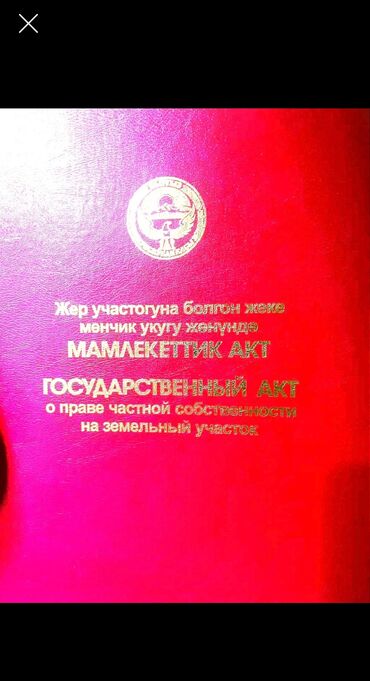 Жер участогуна болгон жеке
менчик укугу жөнүндө
МАМЛЕКЕТТИК АКТ
ГОСУДАРСТВЕННЫЙ АКТ
о праве частной собственности
на земельный участок